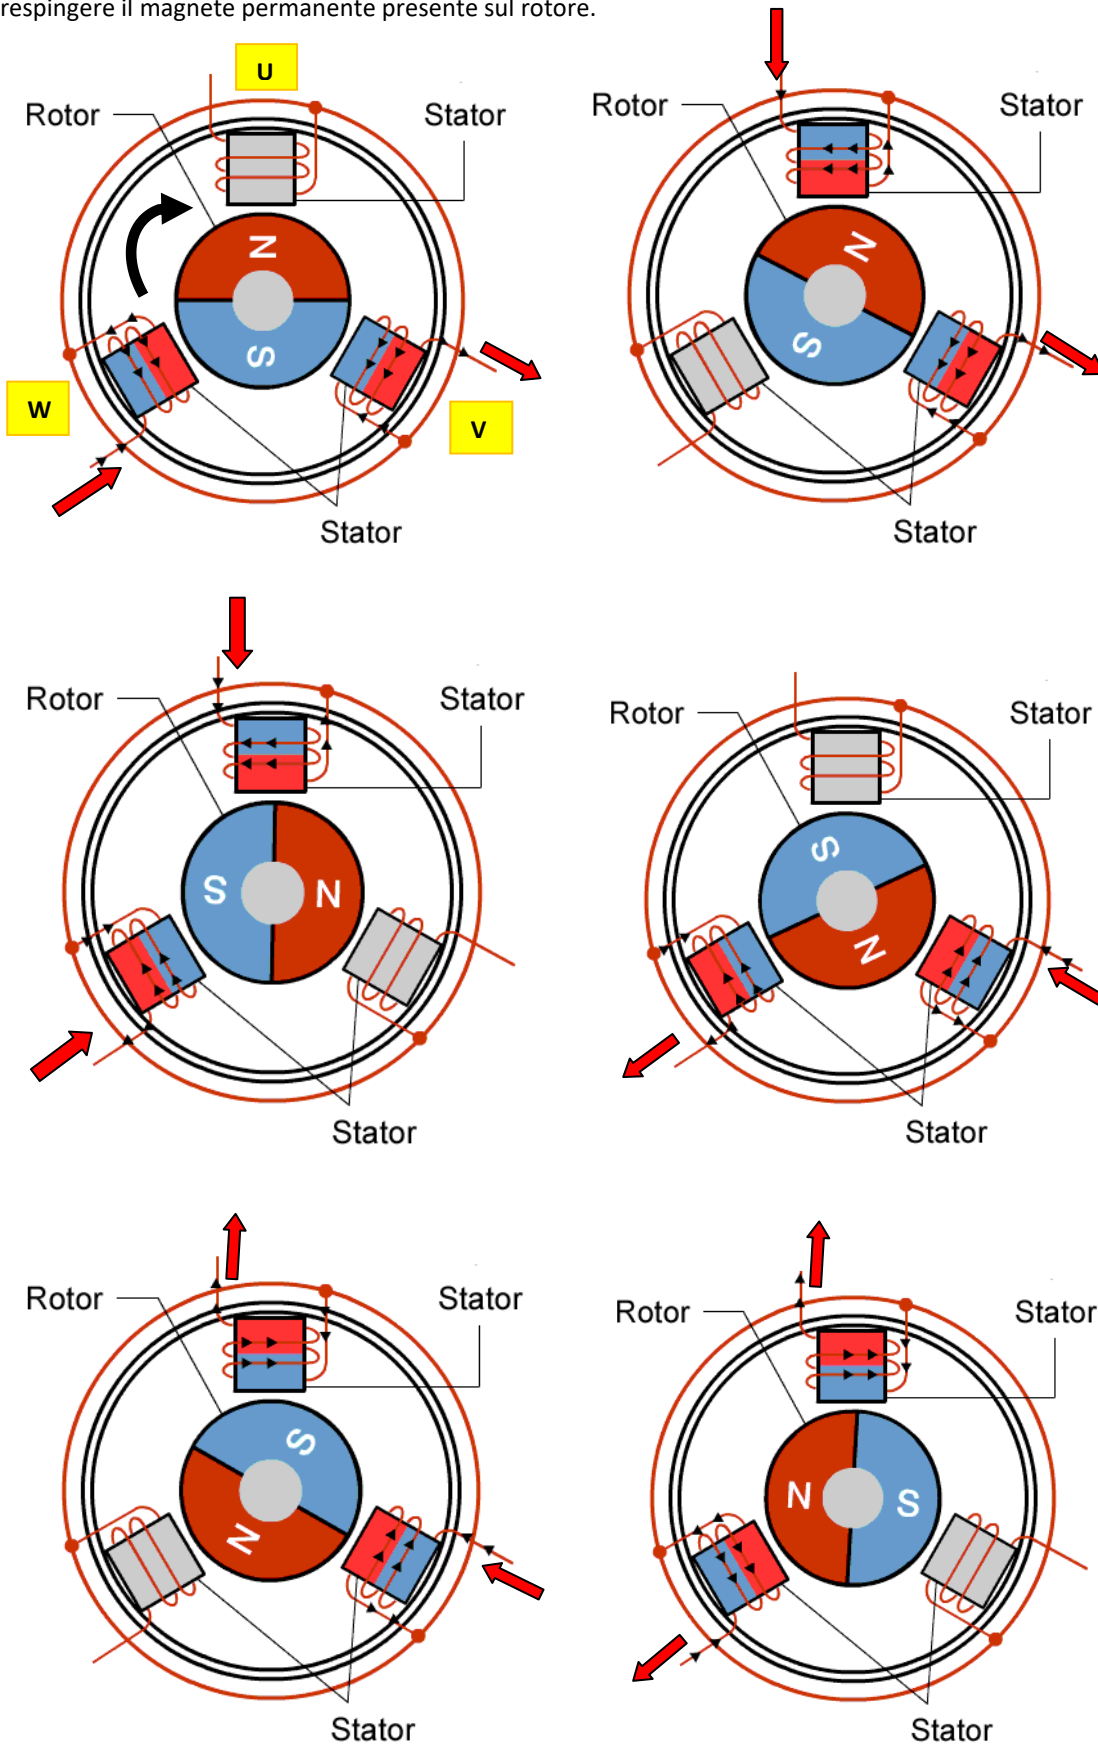 respingere il magnete permanente presente sul rotore.
U
Rotor
Stator
N
S
W
V
Stator
Rotor
Stator
N
S
Stator
Rotor
Stator
S
N
Stator
Rotor
Stator
S
N
Stator
Rotor
Stator
S
N
Stator
Rotor
Stator
N
S
Stator